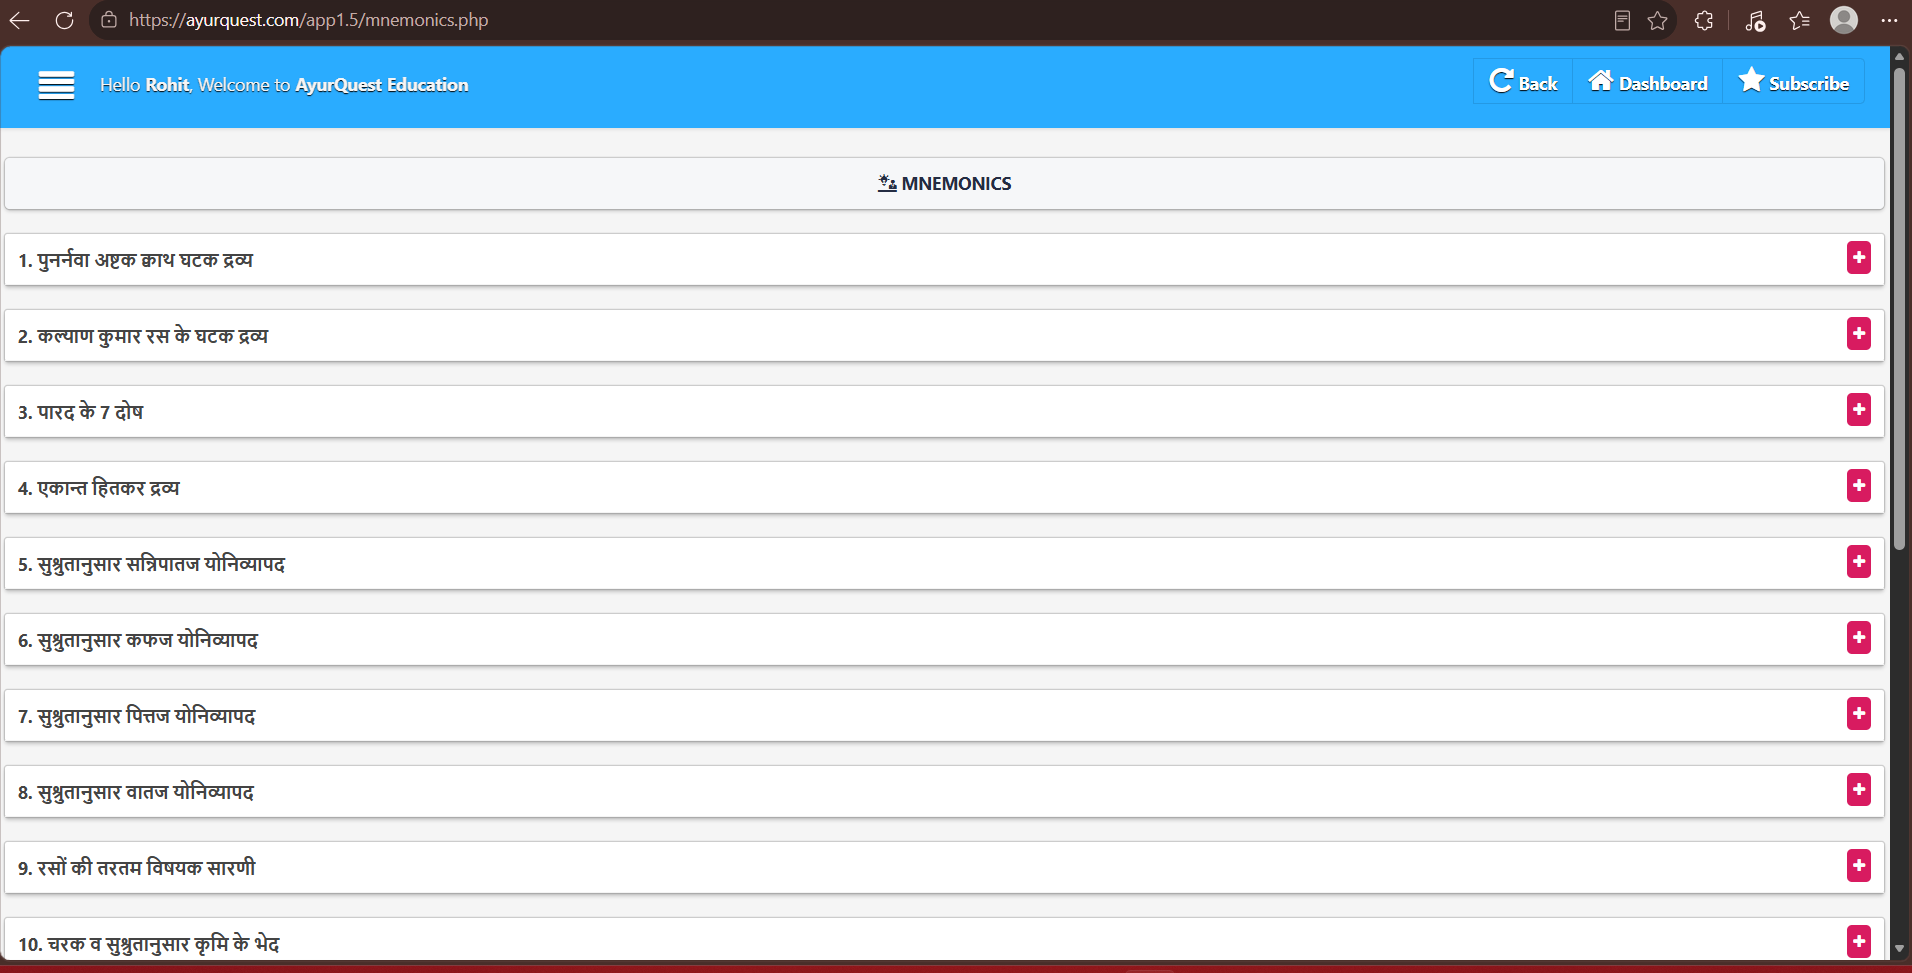 https://ayurquest.com/app1.5/mnemonics.php
Hello Rohit, Welcome to AyurQuest Education
Back
Dashboard
Subscribe
MNEMONICS
1. पुनर्नवा अष्टक क्वाथ घटक द्रव्य
2. कल्याण कुमार रस के घटक द्रव्य
3. पारद के 7 दोष
4. एकान्त हितकर द्रव्य
5. सुश्रुतानुसार सन्निपातज योनिव्यापद
6. सुश्रुतानुसार कफज योनिव्यापद
7. सुश्रुतानुसार पित्तज योनिव्यापद
8. सुश्रुतानुसार वातज योनिव्यापद
9. रसों की तरतम विषयक सारणी
10. चरक व सुश्रुतानुसार कृमि के भेद